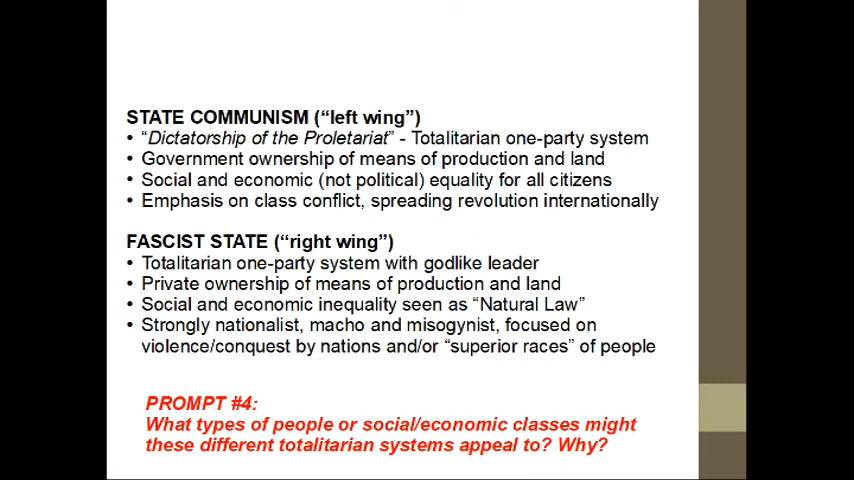 STATE COMMUNISM (“left wing”)
• “Dictatorship of the Proletariat” - Totalitarian one-party system
• Government ownership of means of production and land
• Social and economic (not political) equality for all citizens
• Emphasis on class conflict, spreading revolution internationally
FASCIST STATE (“right wing”)
• Totalitarian one-party system with godlike leader
• Private ownership of means of production and land
• Social and economic inequality seen as “Natural Law”
• Strongly nationalist, macho and misogynist, focused on
violence/conquest by nations and/or “superior races” of people
PROMPT #4:
What types of people or social/economic classes might
these different totalitarian systems appeal to? Why?